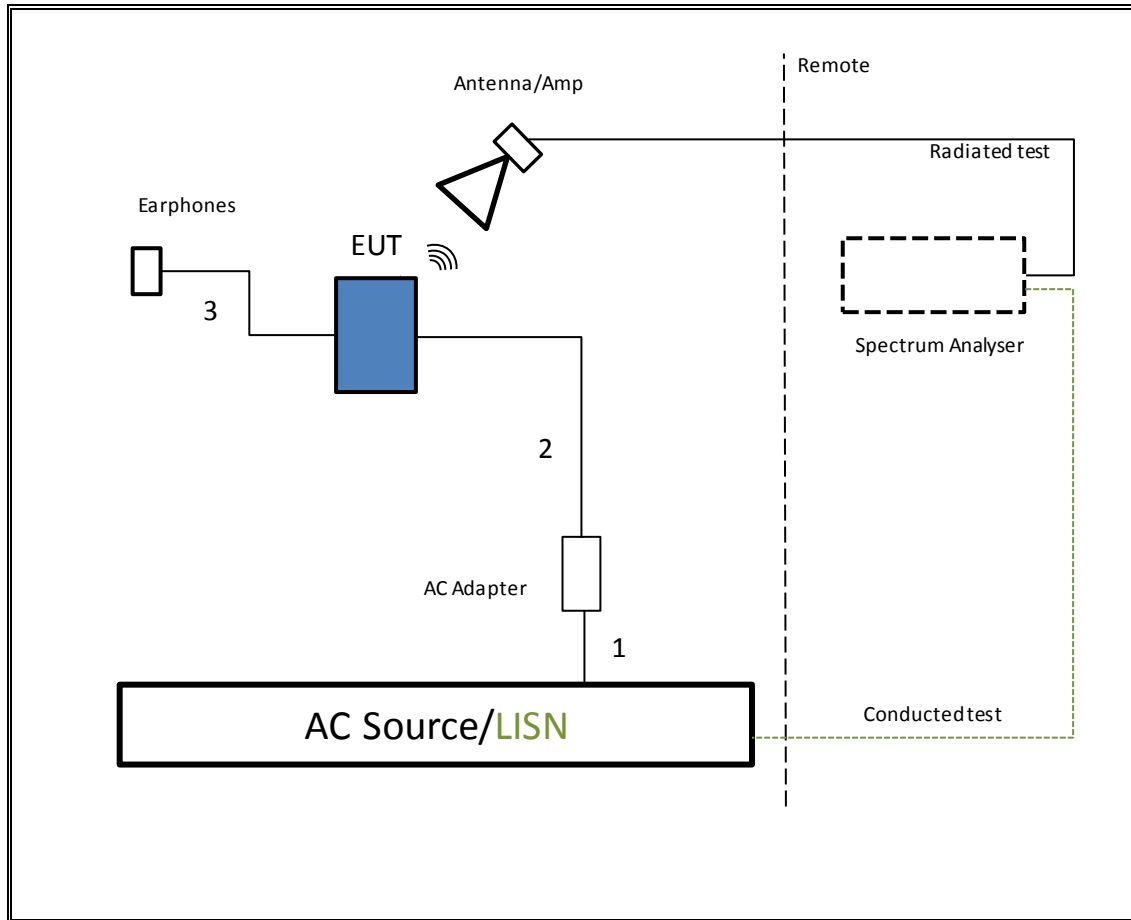 Remote
Antenna/Amp
Radiated test
Earphones
EUT
3
Spectrum Analyser
2
AC Adapter
1
AC Source/LISN
Conducted test